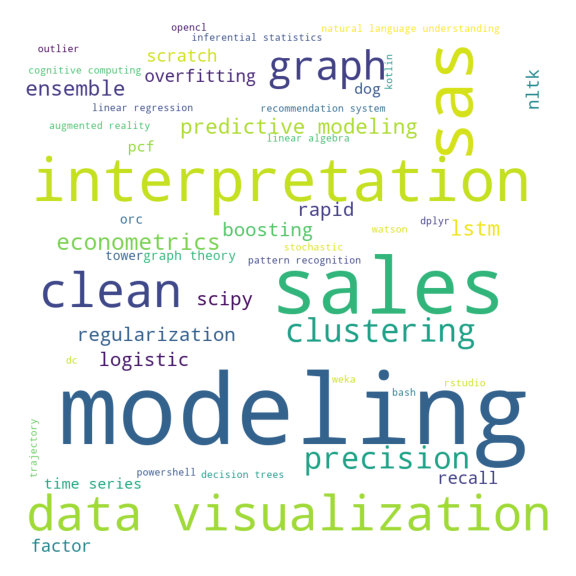 opencl
natural language understanding
inferential statistics
outlier
scratch
graph
sas
kotlin
cognitive computing
overfitting
nltk
ensemble
dog
linear regression
recommendation system
augmented reality
predictive modeling
linear algebra
pcf
interpretation
rapid
orc
boosting
dplyr
lstm
watson
econometrics
stochastic
tower
graph theory
pattern recognition
clean
scipy
sales
regularization
clustering
dc
logistic
weka
rstudio
bash
modeling
trajectory
precision
powershell
decision trees
recall
time series
data visualization
factor